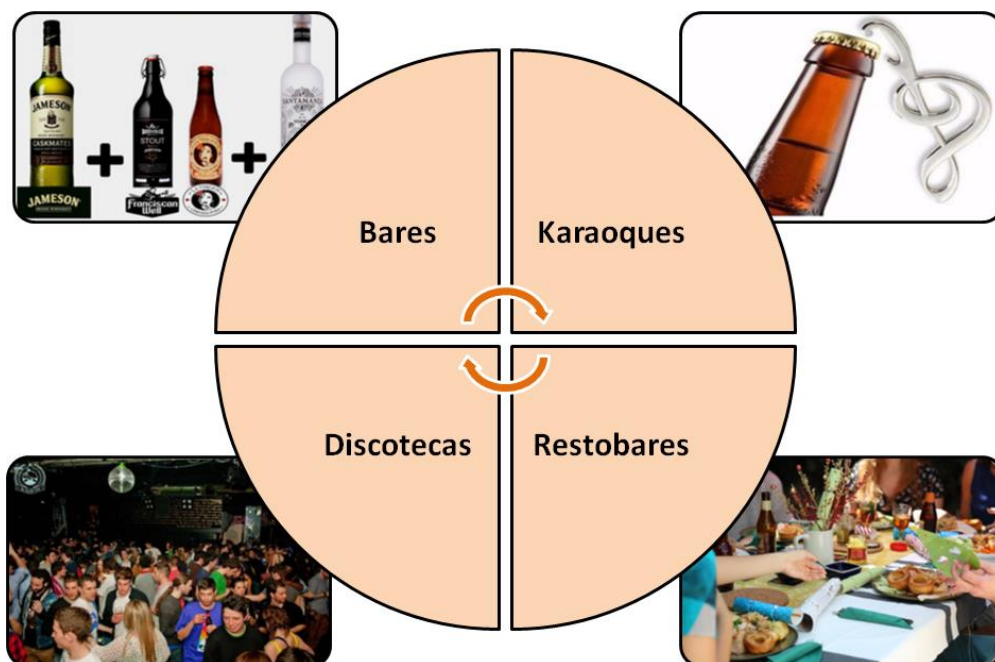 Bares
Karaoques
Discotecas
Restobares
JAMESON
CASKMATES
JAMESON
STOUT
Franciscan
Well